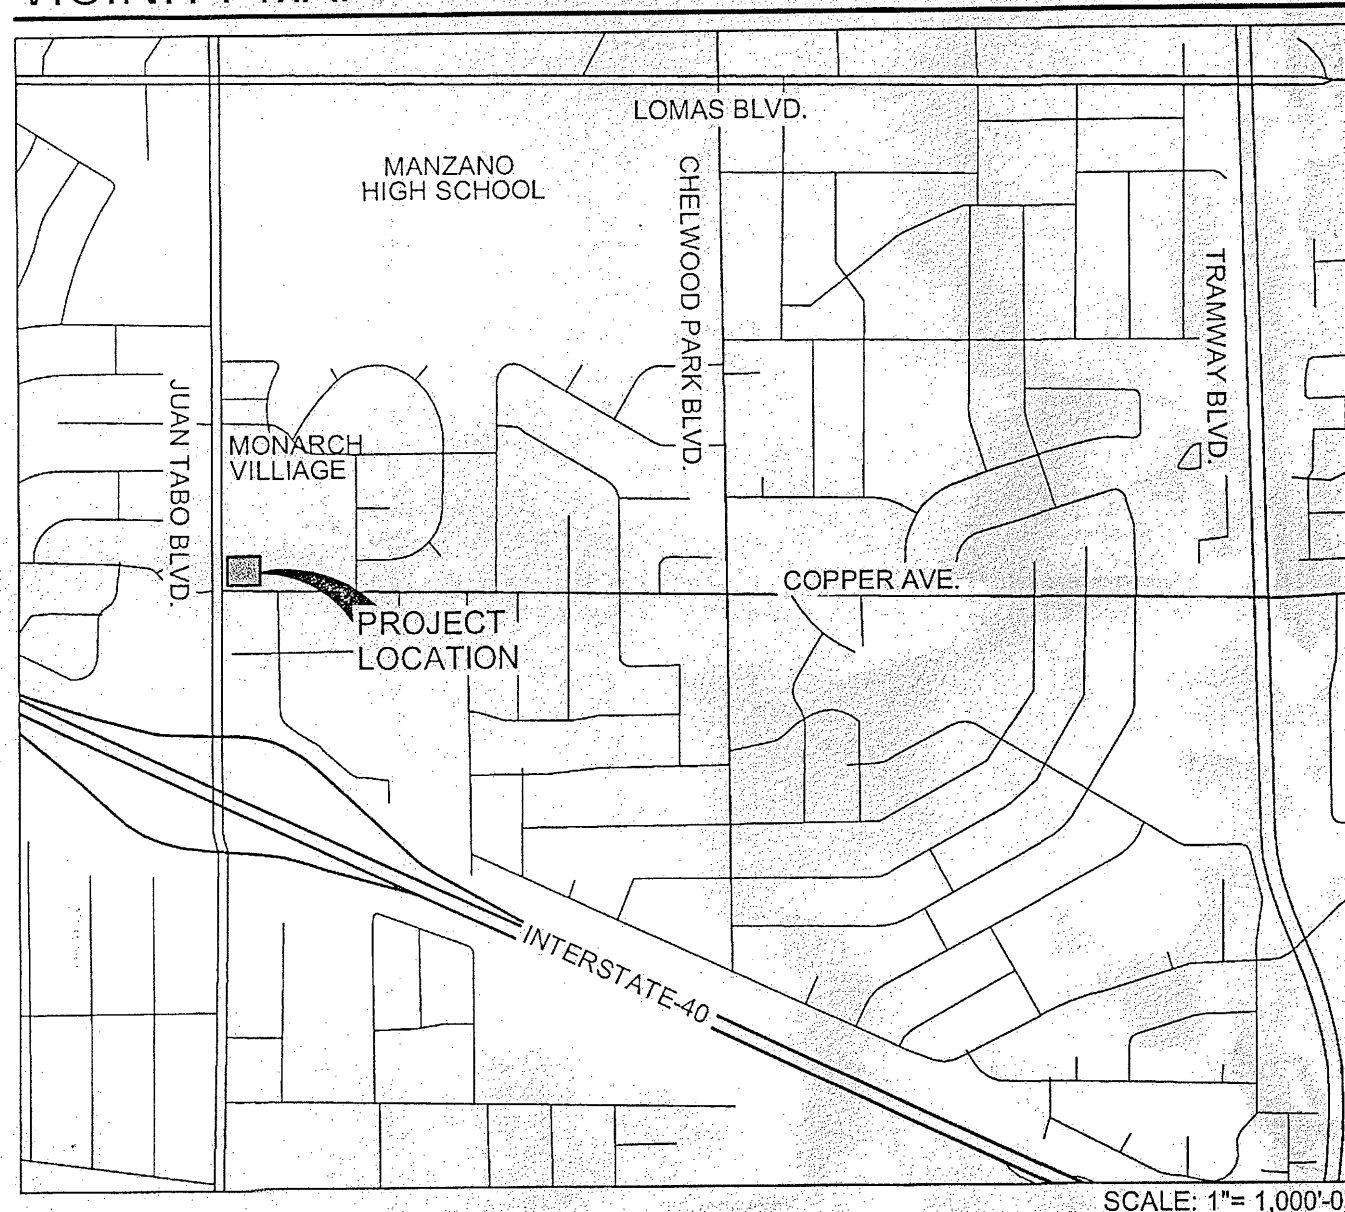 LOMAS BLVD.
MANZANO
HIGH SCHOOL
CHELWOOD PARK BLVD.
TRAMWAY BLVD.
JUAN TABO BLVD.
MONARCH
VILLIAGE
COPPER AVE.
PROJECT
LOCATION
INTERSTATE-40
SCALE: 1"= 1,000'-0